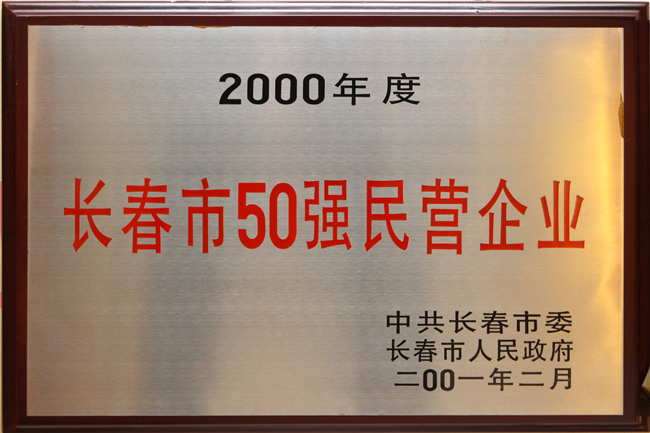 2000年度
长春市50强民营企业
中共长春市委
长春市人民政府
二00一年二月